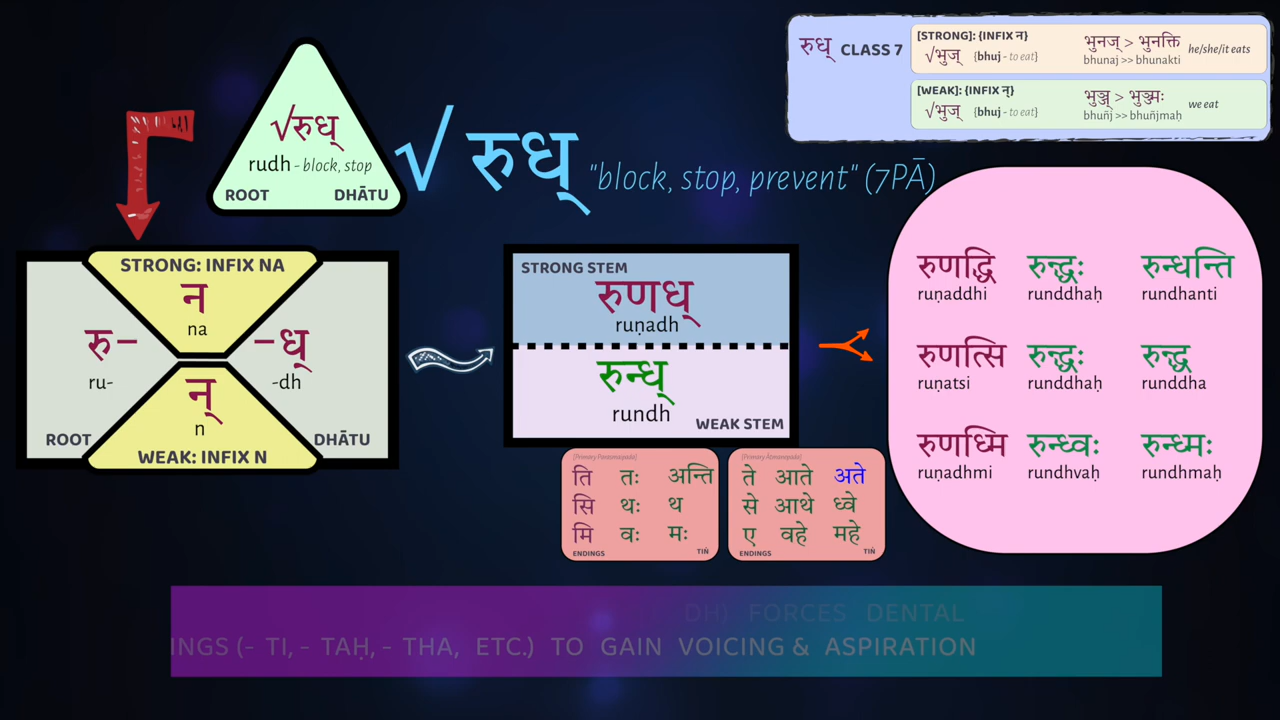 रुध् CLASS 7
[STRONG]: {INFIX न}
√भुज् {bhuj - to eat}
भुनज् > भुनक्ति
bhunaj >> bhunakti
he/she/it eats
[WEAK]: {INFIX न्}
√भुज् {bhuj - to eat}
भुञ्ज् > भुञ्ज्मः
bhuñj >> bhuñjmaḥ
we eat
√रुध्
rudh - block, stop
ROOT DHĀTU
√ रुध् "block, stop, prevent" (7PĀ)
STRONG: INFIX NA
न
na
रु- -ध्
ru- -dh
न्
n
ROOT DHĀTU
WEAK: INFIX N
STRONG STEM
रुणध्
ruṇadh
रुन्ध्
rundh
WEAK STEM
रुणद्धि रुन्द्धः रुन्धन्ति
ruṇaddhi runddhaḥ rundhanti
रुणत्सि रुन्द्धः रुन्द्ध
ruṇatsi runddhaḥ runddha
रुणध्मि रुन्ध्वः रुन्ध्मः
ruṇadhmi rundhvaḥ rundhmaḥ
[Primary Parasmaipada]
ति तः अन्ति
सि थः थ
मि वः मः
ENDINGS TIṄ
[Primary Ātmanepada]
ते आते अते
से आथे ध्वे
ए वहे महे
ENDINGS TIṄ
DH) FORCES DENTAL
INGS (- TI, - TAḤ, - THA, ETC.) TO GAIN VOICING & ASPIRATION